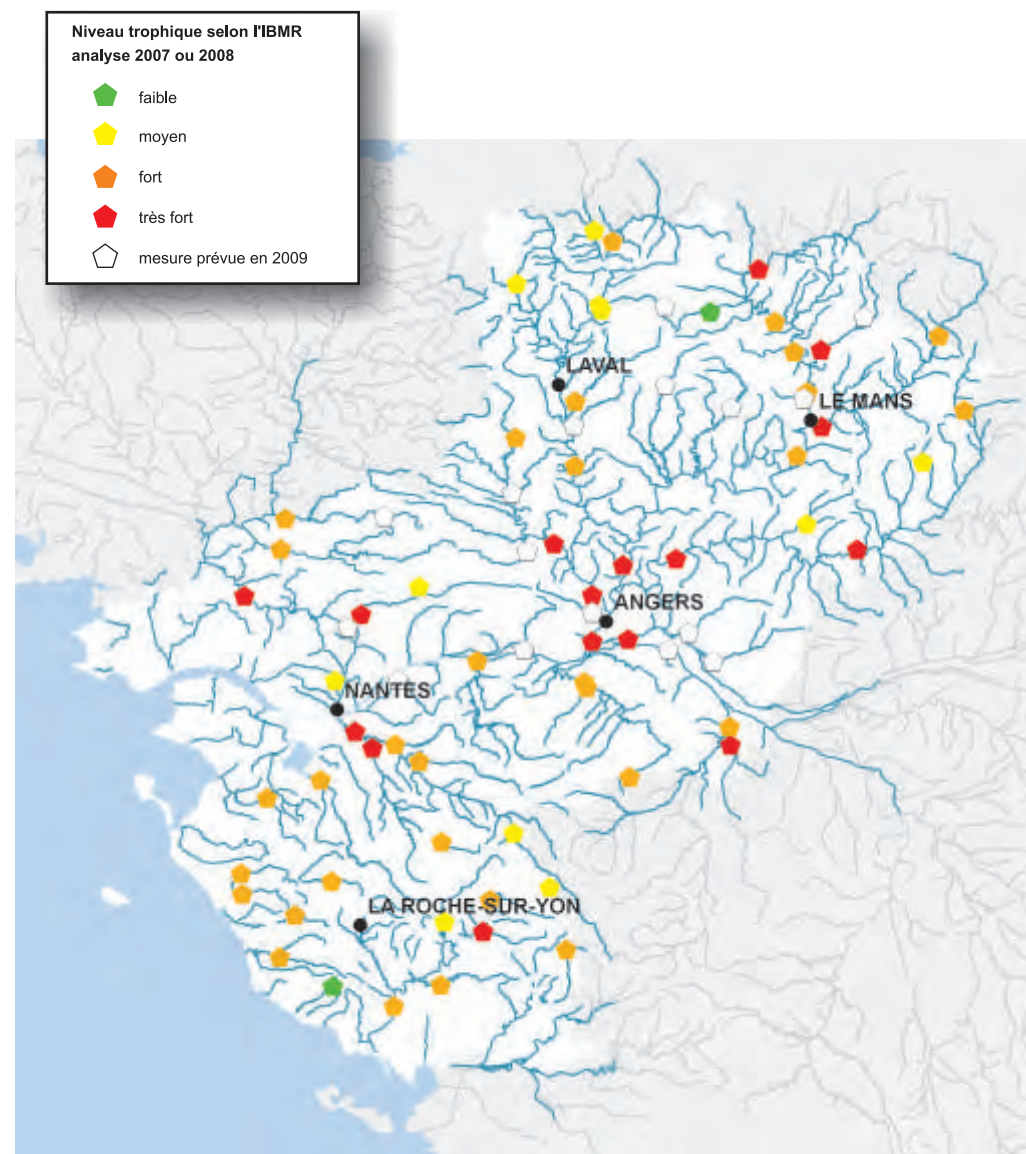 Niveau trophique selon l'IBMR
analyse 2007 ou 2008
faible
moyen
fort
très fort
mesure prévue en 2009
LAVAL
LE MANS
ANGERS
NANTES
LA ROCHE-SUR-YON